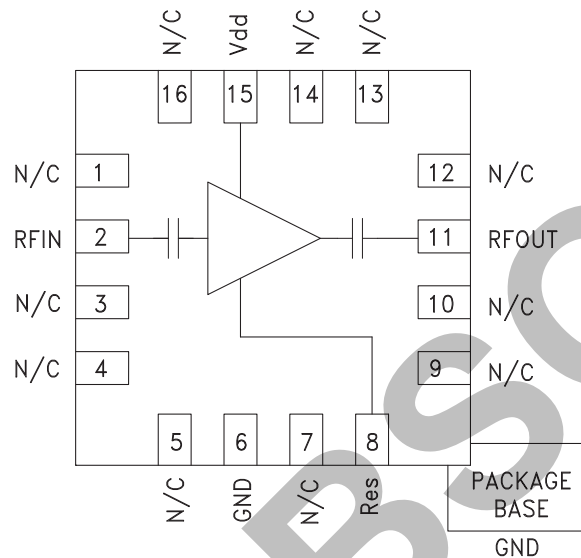 N/C
Vdd
N/C
N/C
16
15
14
13
N/C
1
12
N/C
RFIN
2
11
RFOUT
N/C
3
10
N/C
N/C
4
9
N/C
5
6
7
8
N/C
GND
N/C
Res
PACKAGE
BASE
GND
BSO